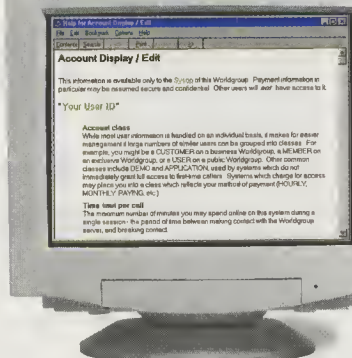 Help for Account Display / Edit
File Edit Bookmark Options Help
Contents Search Print
Account Display / Edit
This information is available only to the Sysop of this Worldgroup. Payment information in
particular may be assumed secure and confidential. Other users will ever have access to it.
"Your User ID"
Account class
While most user information is handled on an individual basis, it makes for easier
management if large numbers of similar users can be grouped into classes. For
example, you might be a CUSTOMER on a business Worldgroup, a MEMBER on
an exclusive Worldgroup, or a USER on a public Worldgroup. Other common
classes include DEMO and APPLICATION, used by systems which do not
immediately grant full access to first-time callers. Systems which charge for access
may place you into a class which reflects your method of payment (HOURLY,
MONTHLY, PAYING, etc.)
Time limit per call
The maximum number of minutes you may spend online on this system during a
single session - the period of time between making contact with the Worldgroup
server, and breaking contact.